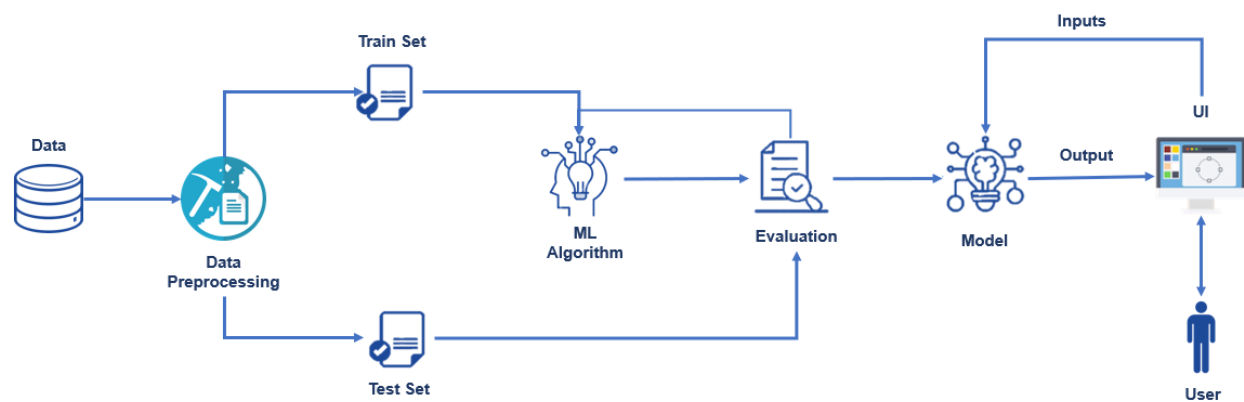 Inputs
Train Set
UI
Data
Output
ML
Algorithm
Evaluation
Model
Data
Preprocessing
Test Set
User